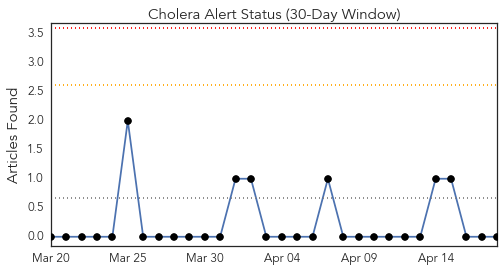 Cholera Alert Status (30-Day Window)
Articles Found
3.5
3.0
2.5
2.0
1.5
1.0
0.5
0.0
Mar 20 Mar 25 Mar 30 Apr 04 Apr 09 Apr 14